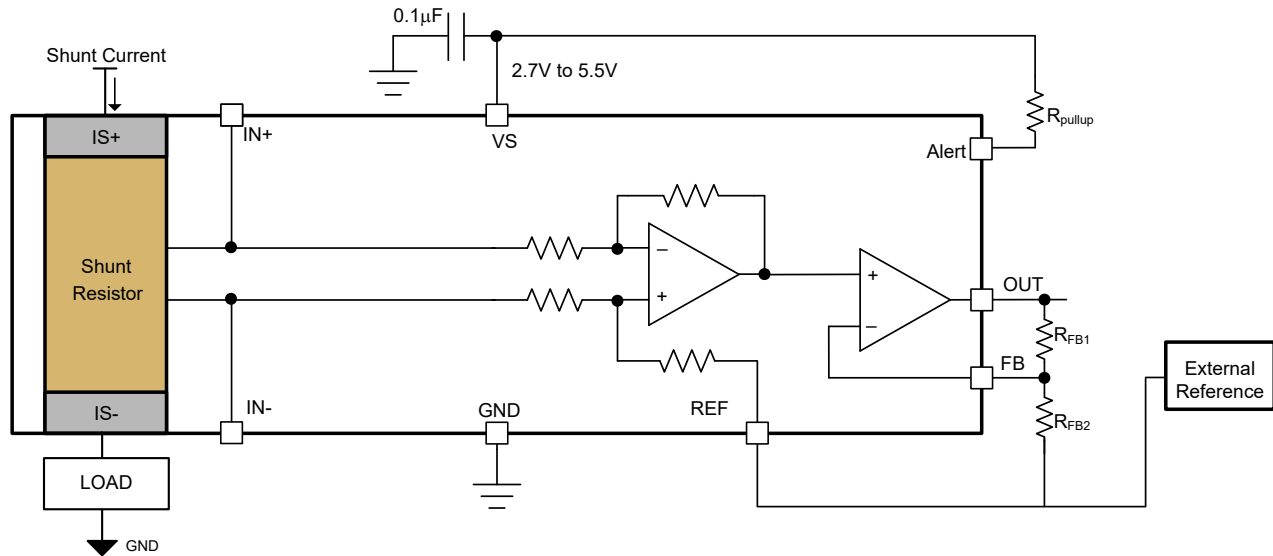 0.1μF
Shunt Current
2.7V to 5.5V
IS+
IN+
VS
Rpullup
Alert
Shunt
Resistor
–
+
+
–
OUT
RFB1
FB
External
Reference
IS-
IN-
GND
REF
RFB2
LOAD
GND